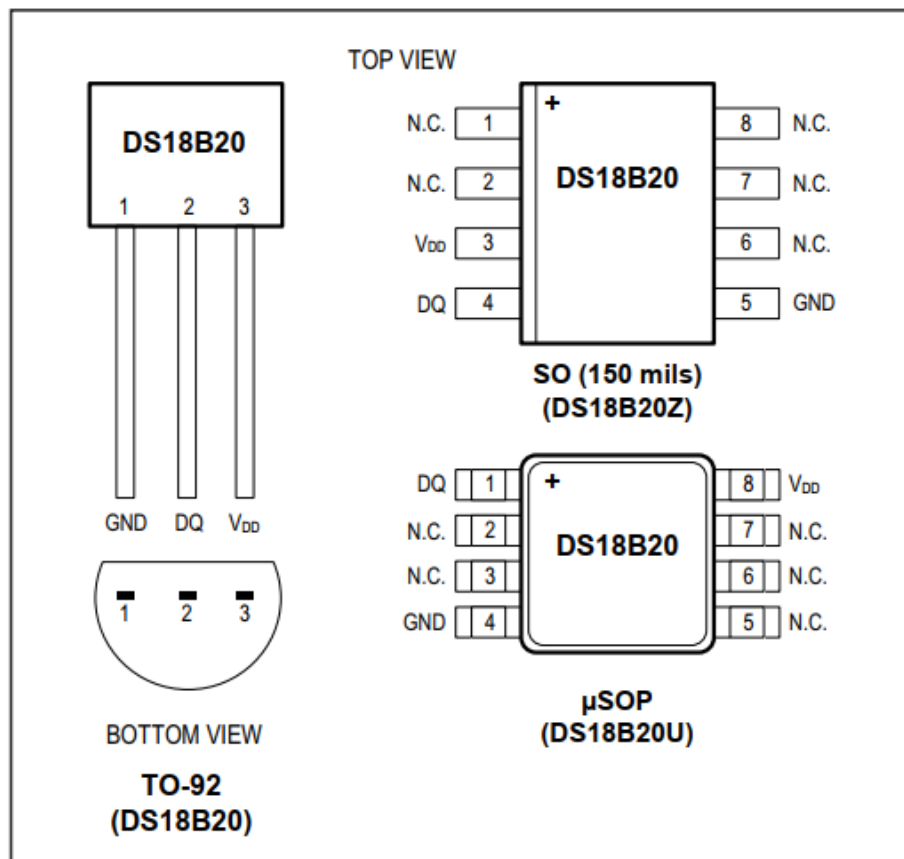 DS18B20
1 2 3
GND DQ VDD
1 2 3
BOTTOM VIEW
TO-92
(DS18B20)
TOP VIEW
+
N.C. 1 8 N.C.
N.C. 2 DS18B20 7 N.C.
VDD 3 6 N.C.
DQ 4 5 GND
SO (150 mils)
(DS18B20Z)
DQ 1 + 8 VDD
N.C. 2 7 N.C.
DS18B20
N.C. 3 6 N.C.
GND 4 5 N.C.
µSOP
(DS18B20U)